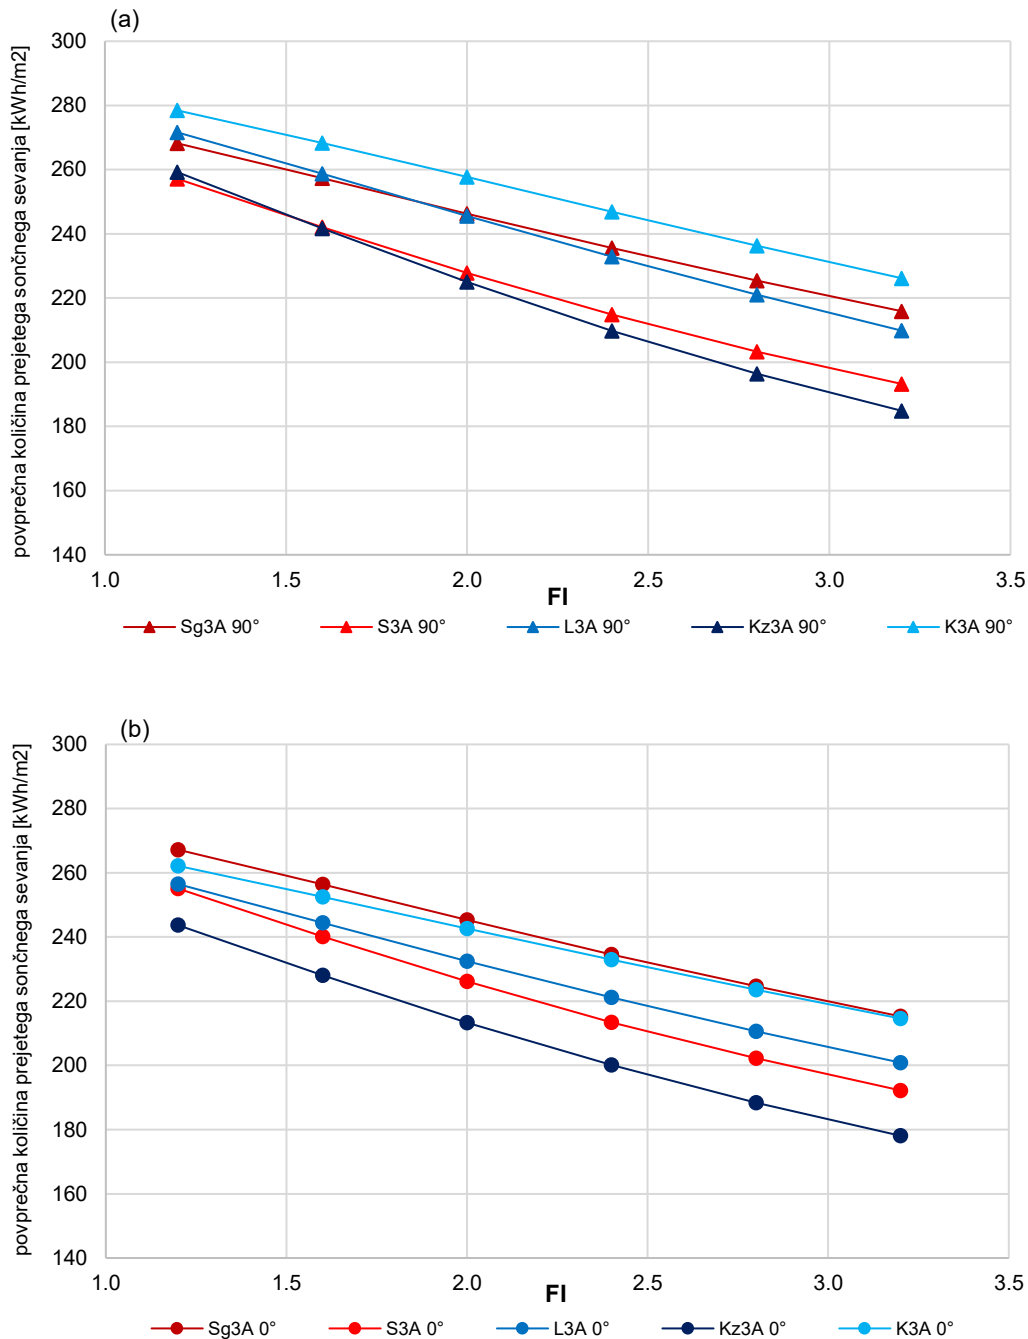 (a)
povprečna količina prejetega sončnega sevanja [kWh/m2]
300
280
260
240
220
200
180
160
140
1.0 1.5 2.0 2.5 3.0 3.5
FI
Sg3A 90° S3A 90° L3A 90° Kz3A 90° K3A 90°
(b)
povprečna količina prejetega sončnega sevanja [kWh/m2]
300
280
260
240
220
200
180
160
140
1.0 1.5 2.0 2.5 3.0 3.5
FI
Sg3A 0° S3A 0° L3A 0° Kz3A 0° K3A 0°